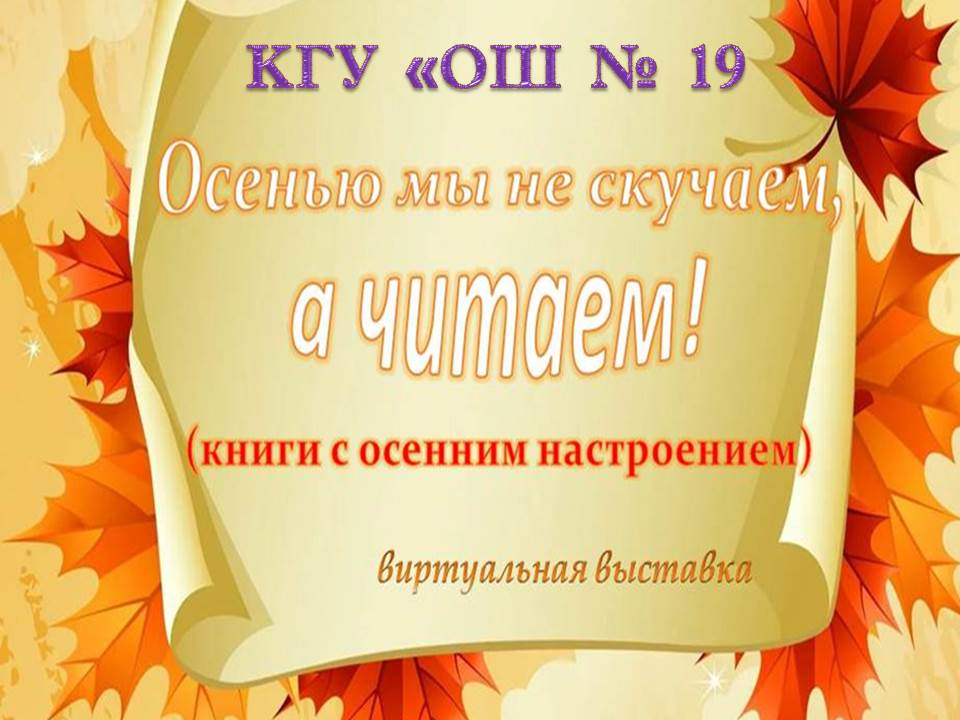 КГУ «ОШ № 19
Осенью мы не скучаем,
а читаем!
(книги с осенним настроением)
виртуальная выставка